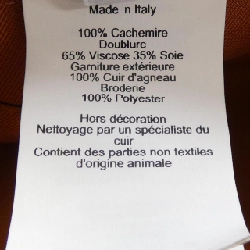 Made in Italy
100% Cachemire
Doublure
65% Viscose 35% Soie
Garniture extérieure
100% Cuir d'agneau
Broderie
100% Polyester
Hors décoration
Nettoyage par un spécialiste du
cuir
Contient des parties non textiles
d'origine animale